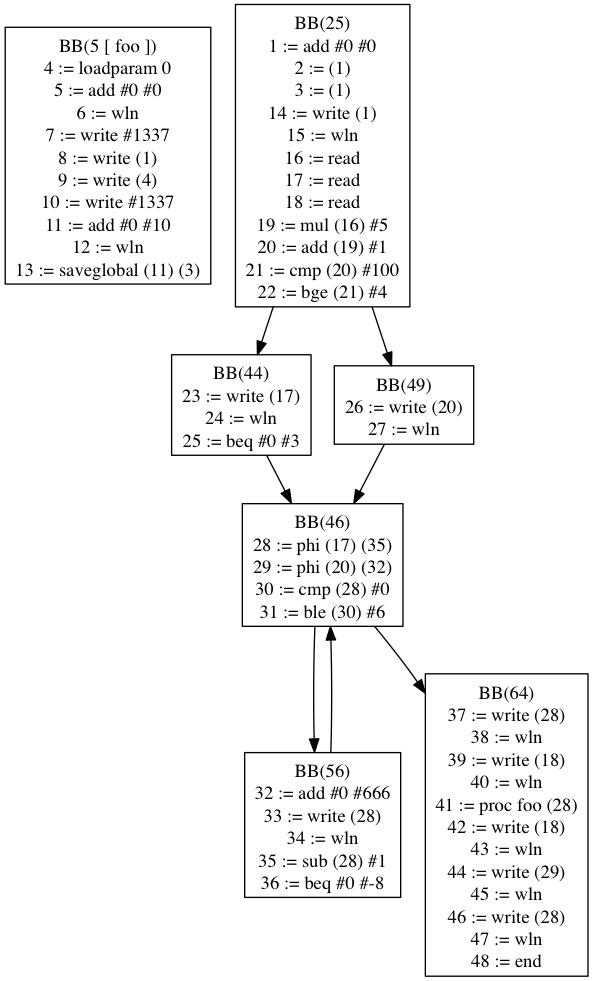 BB(5 [ foo ])
4 := loadparam 0
5 := add #0 #0
6 := wln
7 := write #1337
8 := write (1)
9 := write (4)
10 := write #1337
11 := add #0 #10
12 := wln
13 := saveglobal (11) (3)
BB(25)
1 := add #0 #0
2 := (1)
3 := (1)
14 := write (1)
15 := wln
16 := read
17 := read
18 := read
19 := mul (16) #5
20 := add (19) #1
21 := cmp (20) #100
22 := bge (21) #4
BB(44)
23 := write (17)
24 := wln
25 := beq #0 #3
BB(49)
26 := write (20)
27 := wln
BB(46)
28 := phi (17) (35)
29 := phi (20) (32)
30 := cmp (28) #0
31 := ble (30) #6
BB(56)
32 := add #0 #666
33 := write (28)
34 := wln
35 := sub (28) #1
36 := beq #0 #-8
BB(64)
37 := write (28)
38 := wln
39 := write (18)
40 := wln
41 := proc foo (28)
42 := write (18)
43 := wln
44 := write (29)
45 := wln
46 := write (28)
47 := wln
48 := end